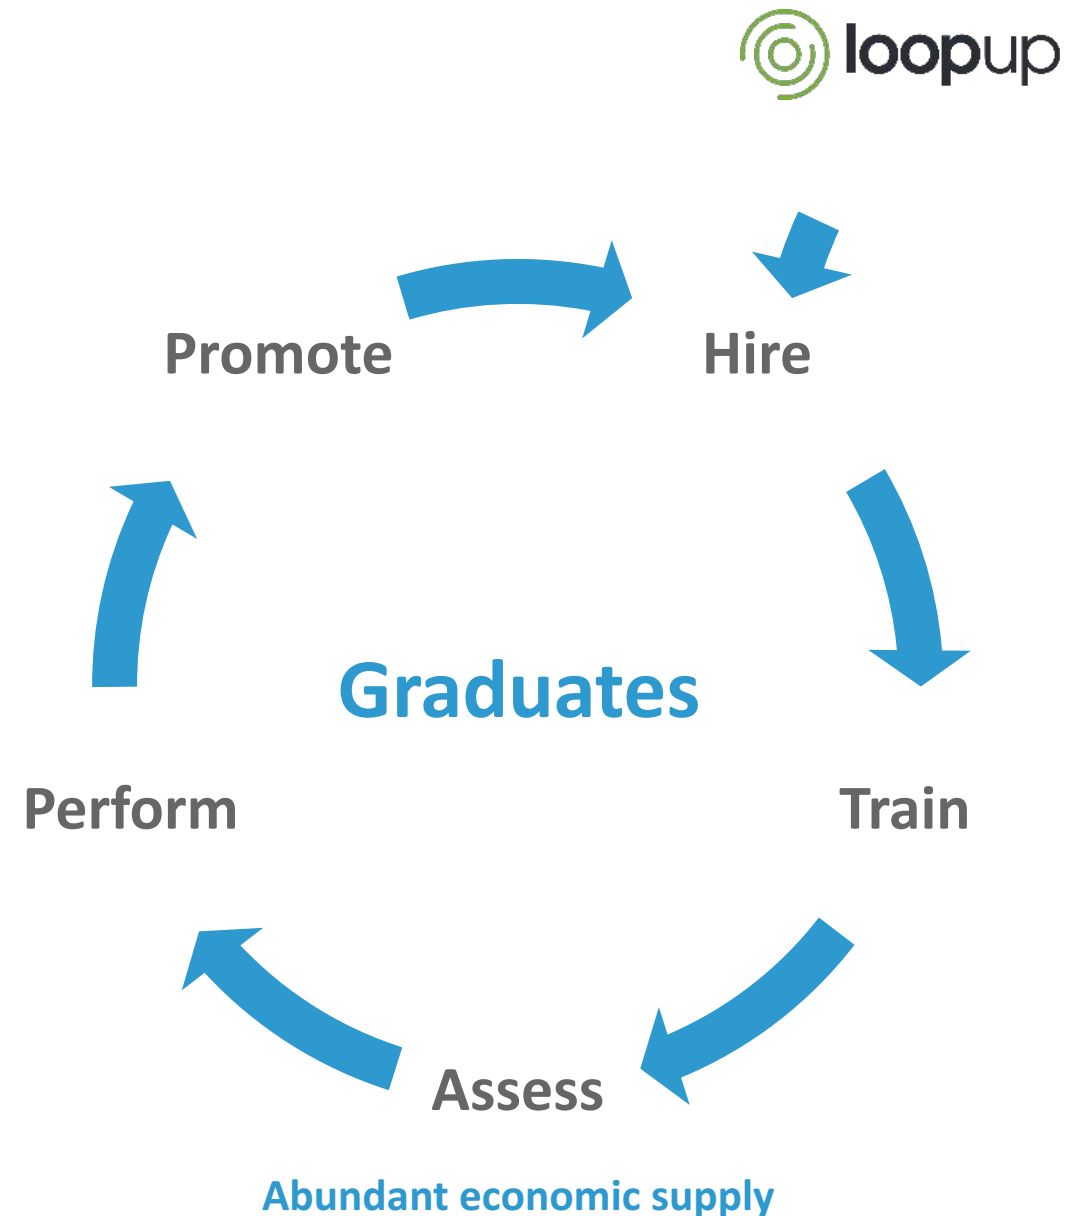 loopup
Promote
Hire
Graduates
Perform
Train
Assess
Abundant economic supply